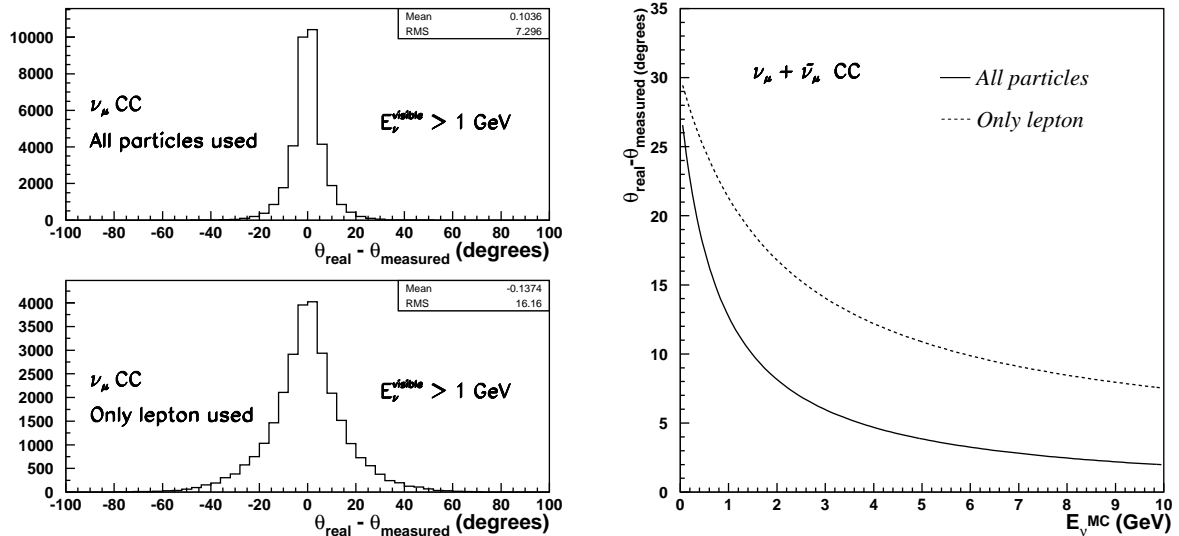 Mean 0.1036
RMS 7.296
10000
8000
6000
4000
2000
0
ν_μ CC
All particles used
E_ν^visible > 1 GeV
-100 -80 -60 -40 -20 0 20 40 60 80 100
θ_real - θ_measured (degrees)
Mean -0.1374
RMS 16.16
4000
3500
3000
2500
2000
1500
1000
500
0
ν_μ CC
Only lepton used
E_ν^visible > 1 GeV
-100 -80 -60 -40 -20 0 20 40 60 80 100
θ_real - θ_measured (degrees)
θ_real-θ_measured (degrees)
35
30
25
20
15
10
5
0
ν_μ + ν̄_μ CC
All particles
Only lepton
0 1 2 3 4 5 6 7 8 9 10
E_ν^MC (GeV)